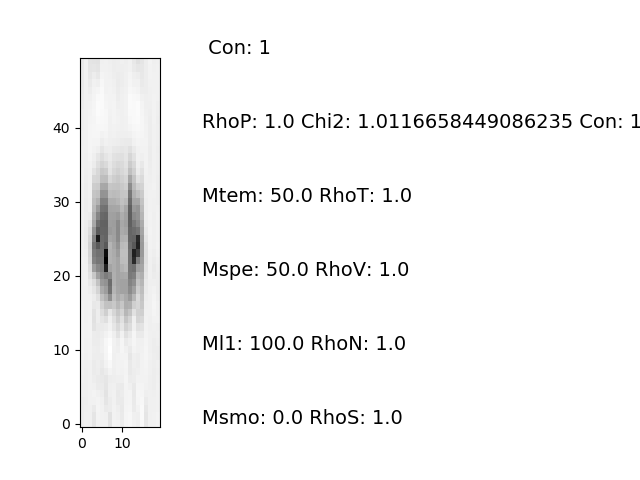 Con: 1
RhoP: 1.0 Chi2: 1.0116658449086235 Con: 1
Mtem: 50.0 RhoT: 1.0
Mspe: 50.0 RhoV: 1.0
Ml1: 100.0 RhoN: 1.0
Msmo: 0.0 RhoS: 1.0
40
30
20
10
0
0 10